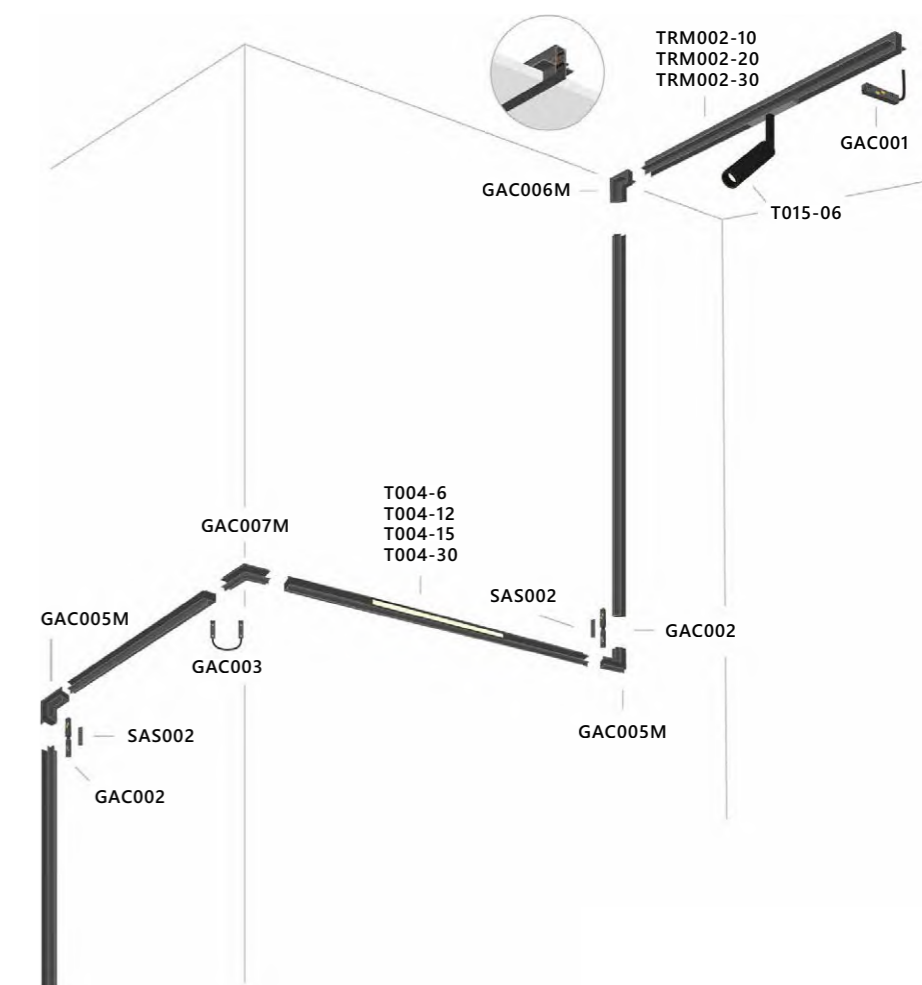 TRM002-10
TRM002-20
TRM002-30
GAC001
GAC006M
T015-06
T004-6
T004-12
T004-15
T004-30
GAC007M
SAS002
GAC002
GAC005M
GAC003
GAC005M
SAS002
GAC002